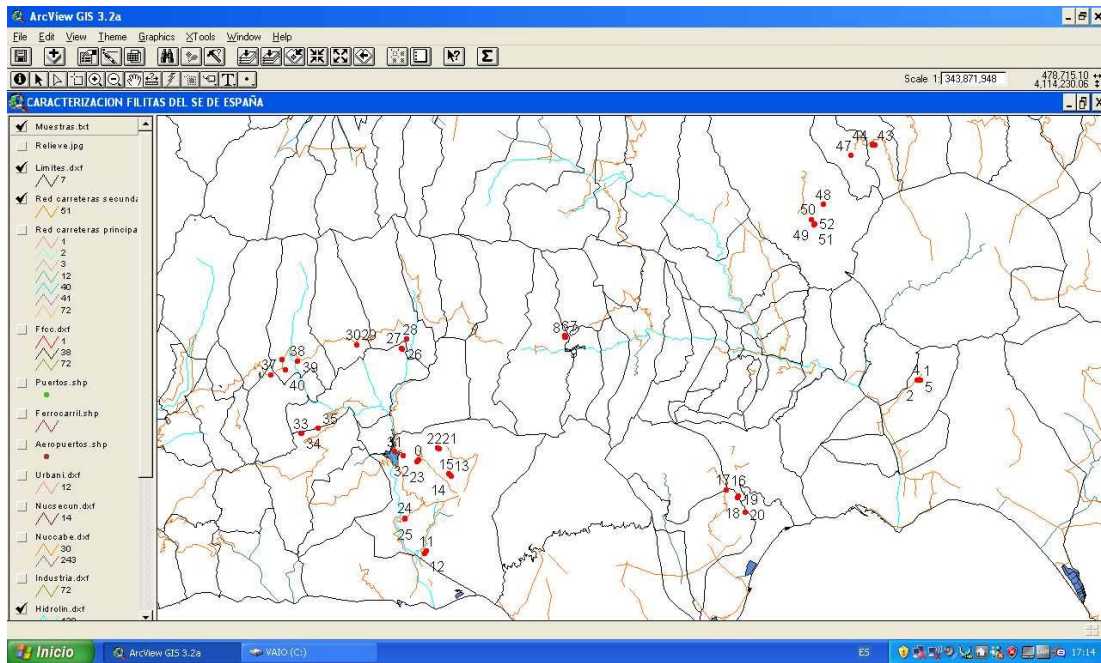 ArcView GIS 3.2a
File Edit View Theme Graphics XTools Window Help
Scale 1: 343,871,948
478,715.10
4,114,230.06
CARACTERIZACION FILITAS DEL SE DE ESPAÑA
Muestras.txt
Relieve.jpg
Limites.dxf
7
Red carreteras secunda
51
Red carreteras principa
1
2
3
12
40
41
72
Ffcc.dxf
1
38
72
Puertos.shp
Ferrocarril.shp
Aeropuertos.shp
Urbani.dxf
12
Nucsecun.dxf
14
Nuccabe.dxf
30
243
Industria.dxf
72
Hidrolin.dxf
44 43
47
48
50
52
49 51
3029 27 28
26
867
9
38
37 39
40
41
5
2
35
33
34
31 0 2221
32 23 1513
14
1716
19
18 20
24
25
11
12
Inicio
ArcView GIS 3.2a
VAIO (C:)
ES
17:14